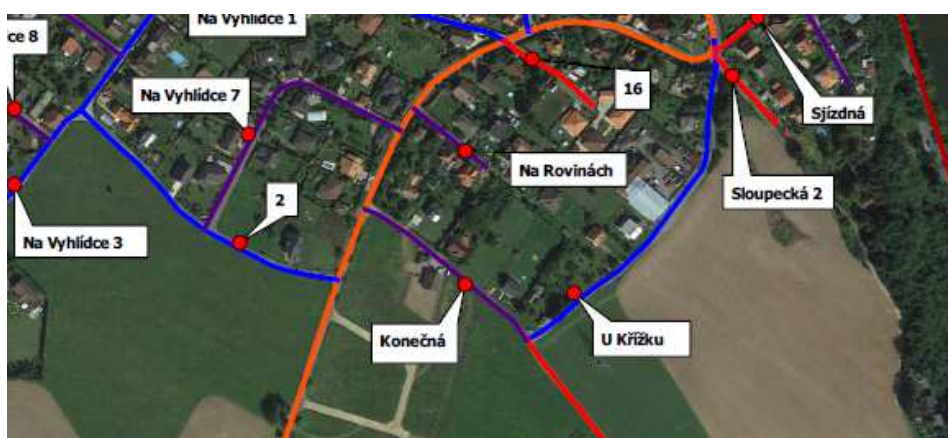 Na Vyhlídce 1
ce 8
Na Vyhlídce 7
16
Sjízdná
Na Rovinách
2
Sloupecká 2
Na Vyhlídce 3
Konečná
U Křížku